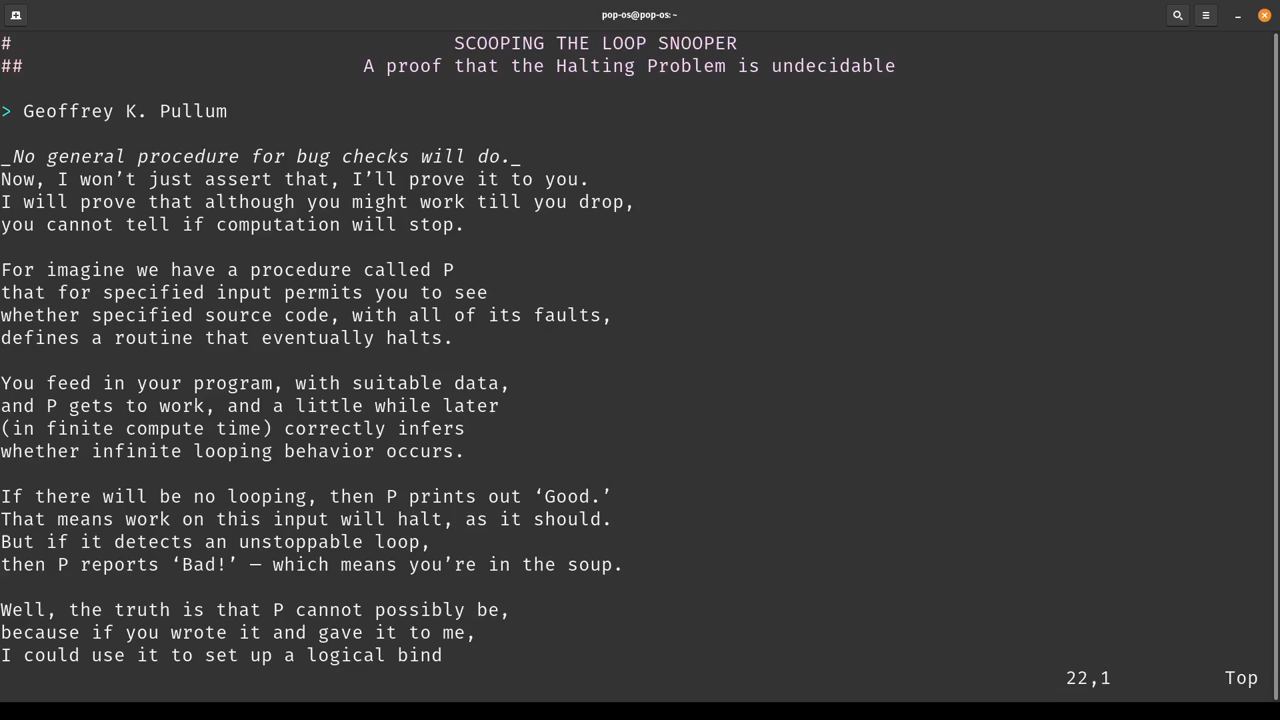 pop-os@pop-os: ~
# SCOOPING THE LOOP SNOOPER
## A proof that the Halting Problem is undecidable
> Geoffrey K. Pullum
_No general procedure for bug checks will do._
Now, I won’t just assert that, I’ll prove it to you.
I will prove that although you might work till you drop,
you cannot tell if computation will stop.
For imagine we have a procedure called P
that for specified input permits you to see
whether specified source code, with all of its faults,
defines a routine that eventually halts.
You feed in your program, with suitable data,
and P gets to work, and a little while later
(in finite compute time) correctly infers
whether infinite looping behavior occurs.
If there will be no looping, then P prints out ‘Good.’
That means work on this input will halt, as it should.
But if it detects an unstoppable loop,
then P reports ‘Bad!’ — which means you’re in the soup.
Well, the truth is that P cannot possibly be,
because if you wrote it and gave it to me,
I could use it to set up a logical bind
22,1 Top